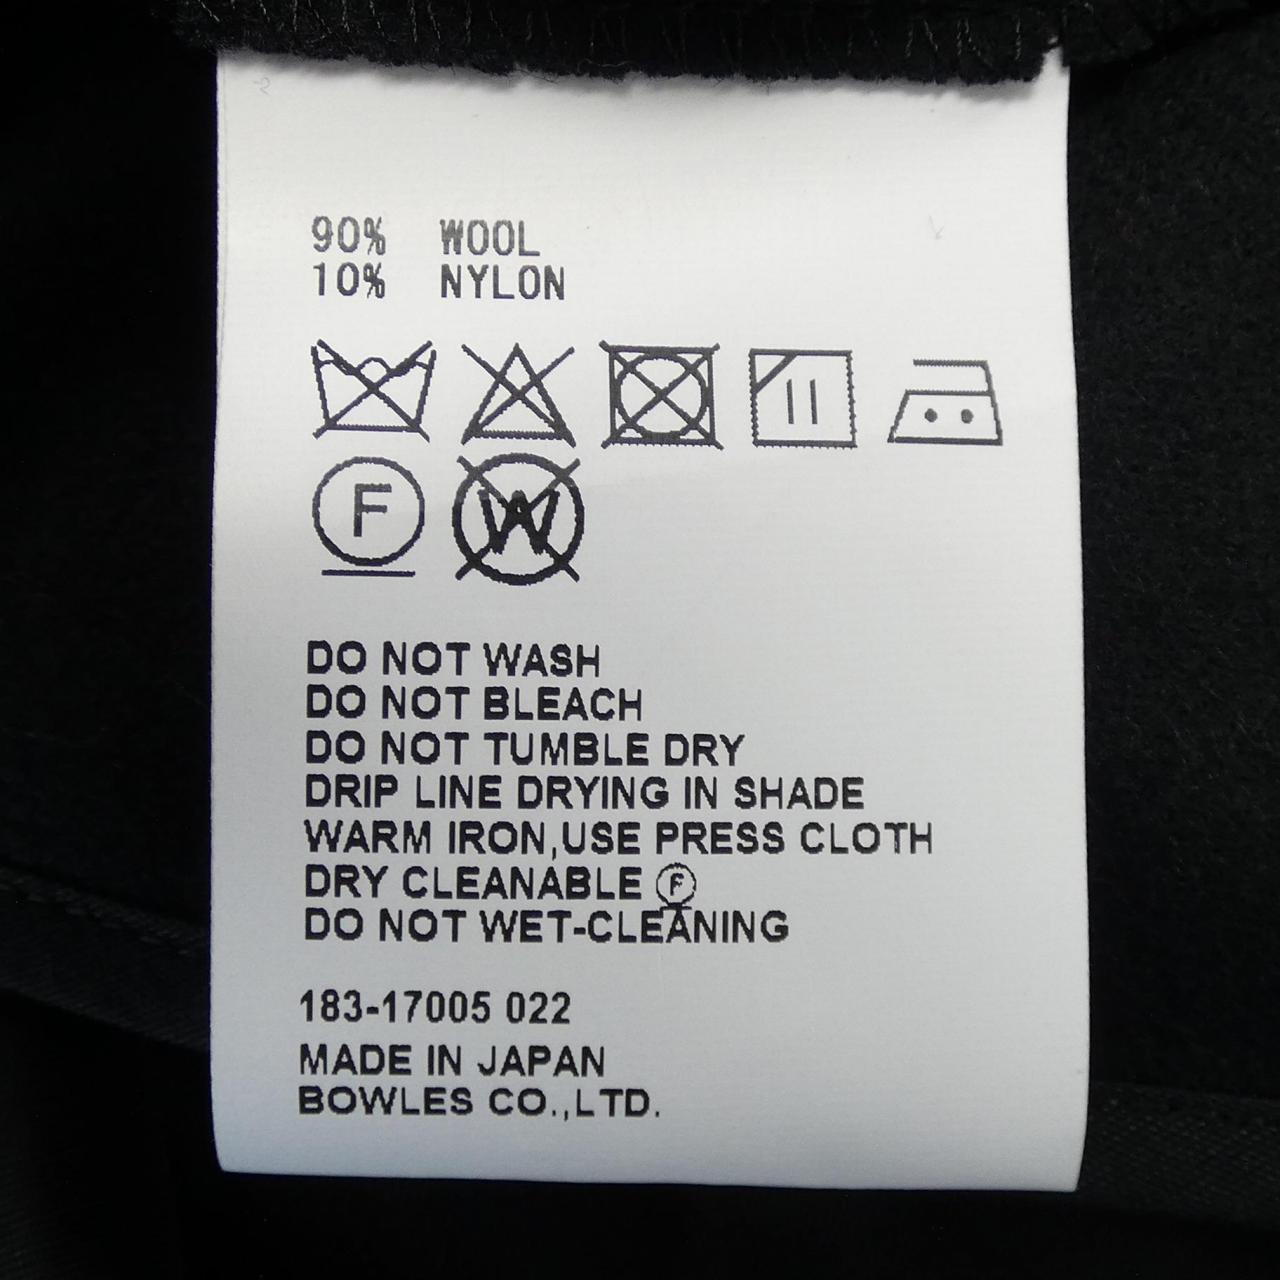 90% WOOL
10% NYLON
F W
DO NOT WASH
DO NOT BLEACH
DO NOT TUMBLE DRY
DRIP LINE DRYING IN SHADE
WARM IRON,USE PRESS CLOTH
DRY CLEANABLE Ⓕ
DO NOT WET-CLEANING
183-17005 022
MADE IN JAPAN
BOWLES CO.,LTD.